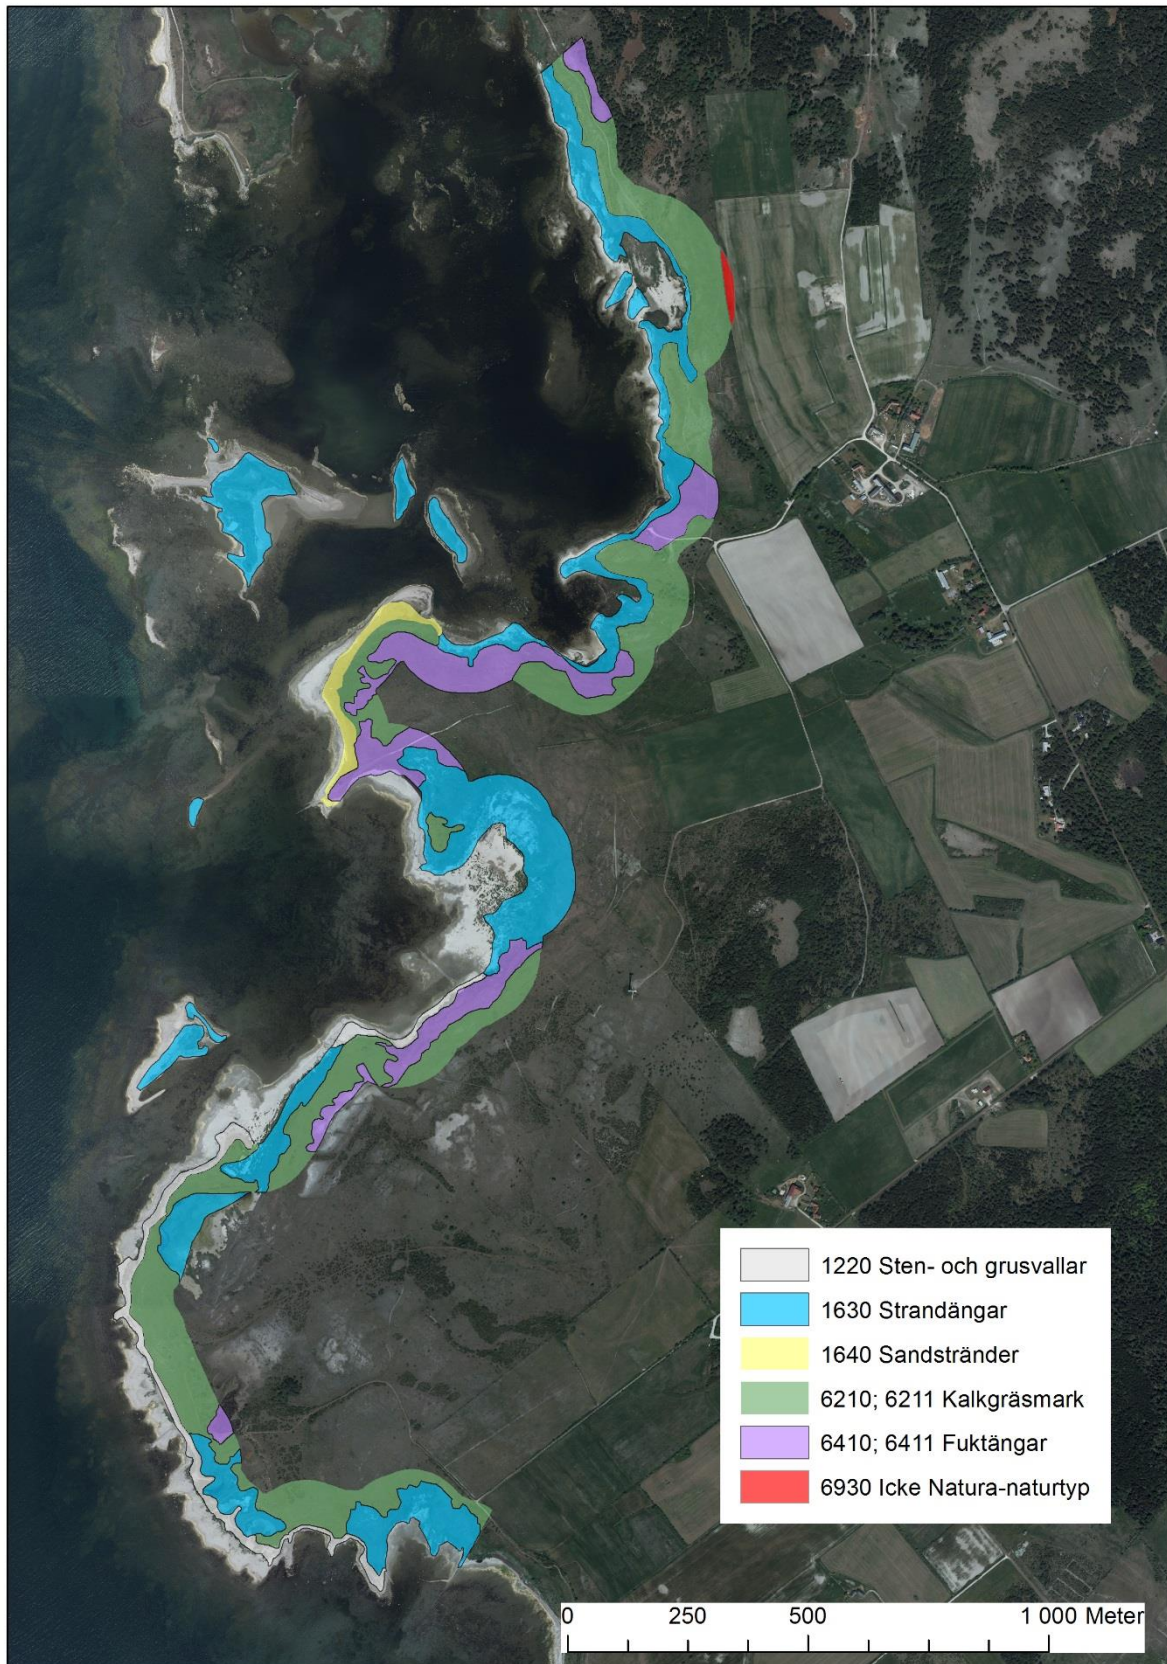 1220 Sten- och grusvallar
1630 Strandängar
1640 Sandstränder
6210; 6211 Kalkgräsmark
6410; 6411 Fuktängar
6930 Icke Natura-naturtyp
0 250 500 1 000 Meter